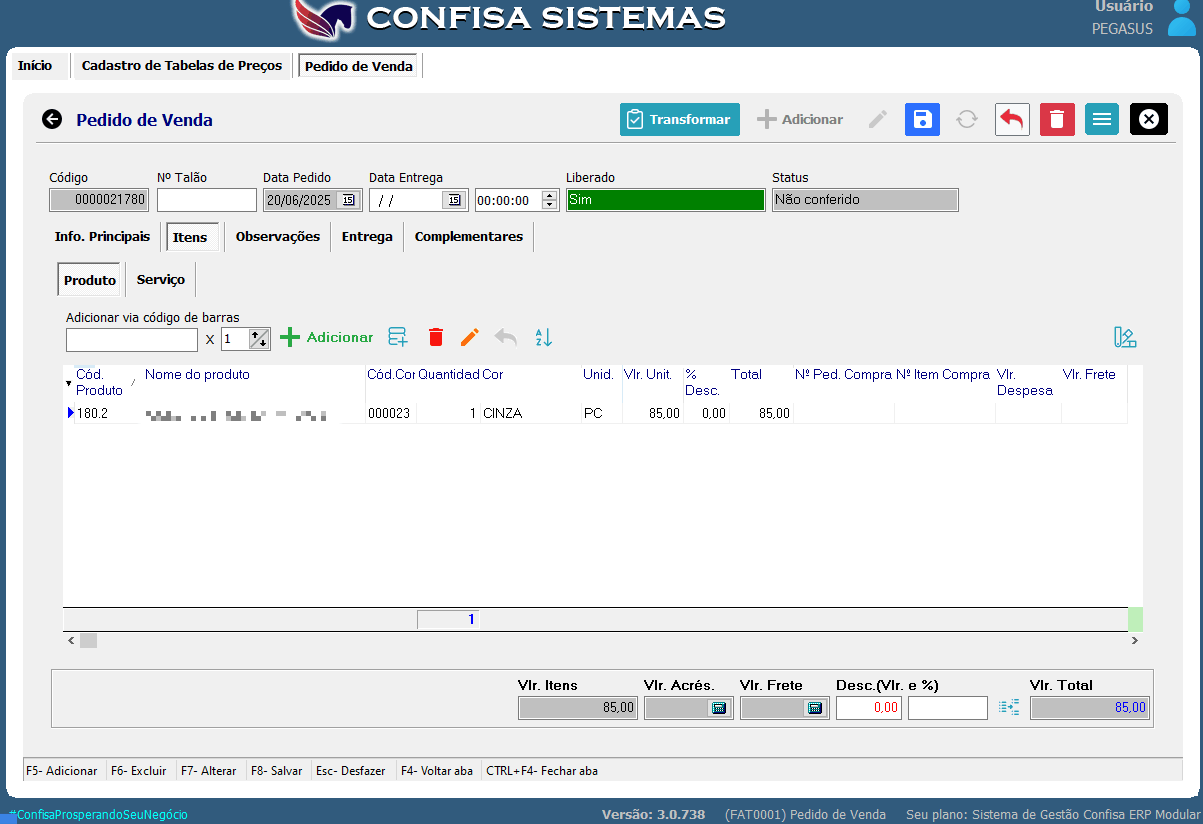 CONFISA SISTEMAS
Usuário
PEGASUS
Início
Cadastro de Tabelas de Preços
Pedido de Venda
Pedido de Venda
Transformar
Adicionar
Código
Nº Talão
Data Pedido
Data Entrega
Liberado
Status
0000021780
20/06/2025
15
/ /
15
00:00:00
Sim
Não conferido
Info. Principais
Itens
Observações
Entrega
Complementares
Produto
Serviço
Adicionar via código de barras
X
1
Adicionar
Cód. Produto
Nome do produto
Cód.Cor
Quantidad
Cor
Unid.
Vlr. Unit.
% Desc.
Total
Nº Ped. Compra
Nº Item Compra
Vlr. Despesa
Vlr. Frete
180.2
000023
1
CINZA
PC
85,00
0,00
85,00
1
Vlr. Itens
Vlr. Acrés.
Vlr. Frete
Desc.(Vlr. e %)
Vlr. Total
85,00
0,00
85,00
F5- Adicionar
F6- Excluir
F7- Alterar
F8- Salvar
Esc- Desfazer
F4- Voltar aba
CTRL+F4- Fechar aba
#ConfisaProsperandoSeuNegócio
Versão: 3.0.738
(FAT0001) Pedido de Venda
Seu plano: Sistema de Gestão Confisa ERP Modular